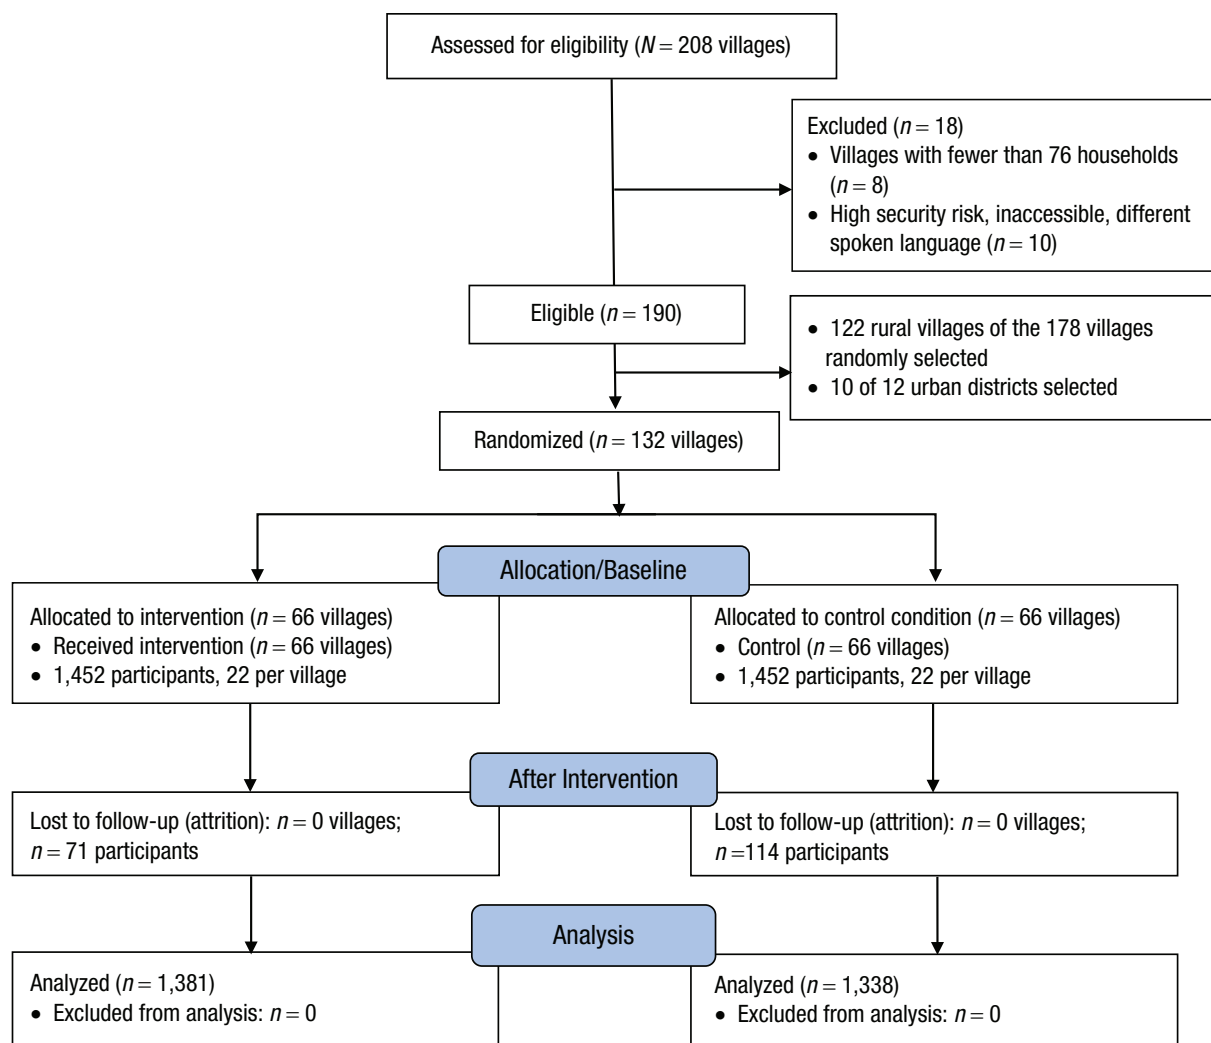 Assessed for eligibility (N = 208 villages)
Excluded (n = 18)
• Villages with fewer than 76 households
(n = 8)
• High security risk, inaccessible, different
spoken language (n = 10)
Eligible (n = 190)
• 122 rural villages of the 178 villages
randomly selected
• 10 of 12 urban districts selected
Randomized (n = 132 villages)
Allocation/Baseline
Allocated to intervention (n = 66 villages)
• Received intervention (n = 66 villages)
• 1,452 participants, 22 per village
Allocated to control condition (n = 66 villages)
• Control (n = 66 villages)
• 1,452 participants, 22 per village
After Intervention
Lost to follow-up (attrition): n = 0 villages;
n = 71 participants
Lost to follow-up (attrition): n = 0 villages;
n =114 participants
Analysis
Analyzed (n = 1,381)
• Excluded from analysis: n = 0
Analyzed (n = 1,338)
• Excluded from analysis: n = 0